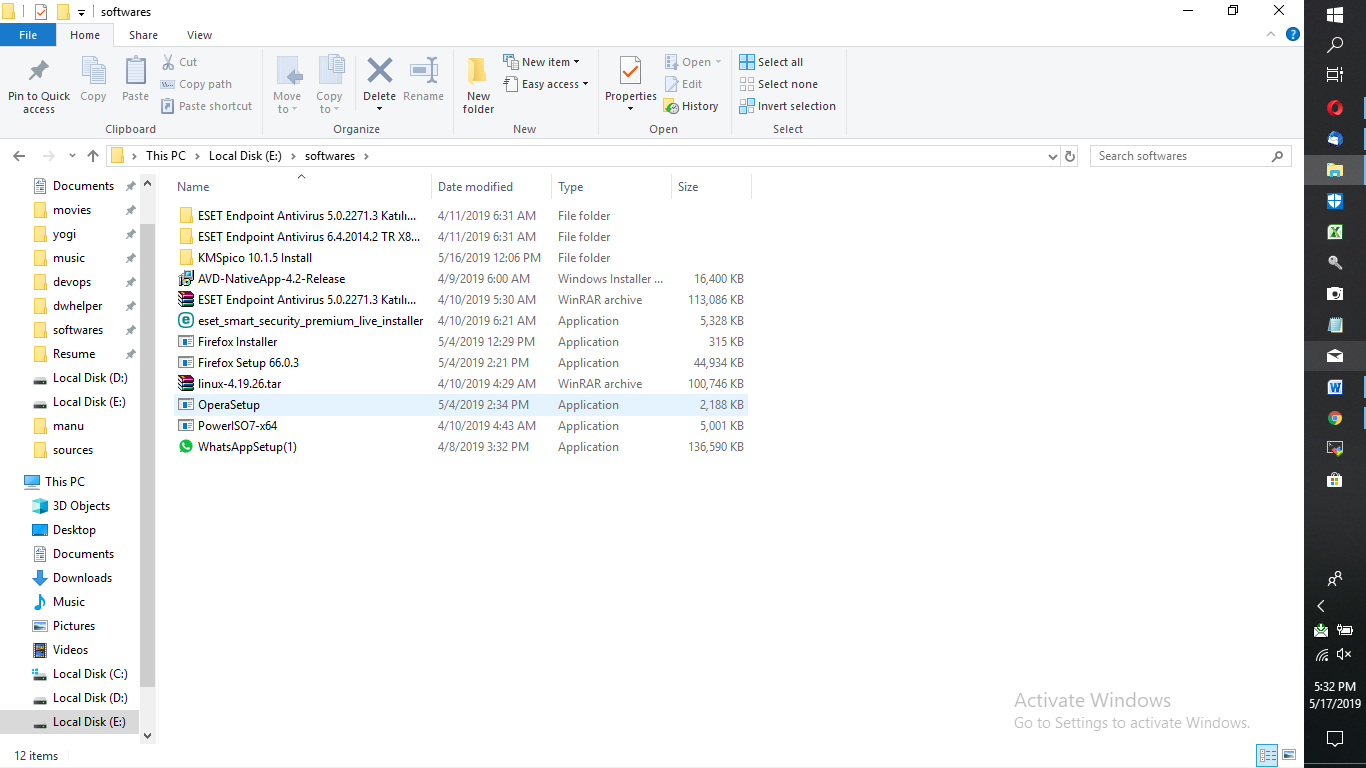 softwares
File Home Share View
Pin to Quick access
Copy
Paste
Cut
Copy path
Paste shortcut
Clipboard
Move to
Copy to
Delete
Rename
Organize
New folder
New item
Easy access
New
Properties
Open
Edit
History
Open
Select all
Select none
Invert selection
Select
This PC Local Disk (E:) softwares
Search softwares
Documents
movies
yogi
music
devops
dwhelper
softwares
Resume
Local Disk (D:)
Local Disk (E:)
manu
sources
This PC
3D Objects
Desktop
Documents
Downloads
Music
Pictures
Videos
Local Disk (C:)
Local Disk (D:)
Local Disk (E:)
Name Date modified Type Size
ESET Endpoint Antivirus 5.0.2271.3 Katılı... 4/11/2019 6:31 AM File folder
ESET Endpoint Antivirus 6.4.2014.2 TR X8... 4/11/2019 6:31 AM File folder
KMSpico 10.1.5 Install 5/16/2019 12:06 PM File folder
AVD-NativeApp-4.2-Release 4/9/2019 6:00 AM Windows Installer ... 16,400 KB
ESET Endpoint Antivirus 5.0.2271.3 Katılı... 4/10/2019 5:30 AM WinRAR archive 113,086 KB
eset_smart_security_premium_live_installer 4/10/2019 6:21 AM Application 5,328 KB
Firefox Installer 5/4/2019 12:29 PM Application 315 KB
Firefox Setup 66.0.3 5/4/2019 2:21 PM Application 44,934 KB
linux-4.19.26.tar 4/10/2019 4:29 AM WinRAR archive 100,746 KB
OperaSetup 5/4/2019 2:34 PM Application 2,188 KB
PowerISO7-x64 4/10/2019 4:43 AM Application 5,001 KB
WhatsAppSetup(1) 4/8/2019 3:32 PM Application 136,590 KB
Activate Windows
Go to Settings to activate Windows.
12 items
5:32 PM
5/17/2019